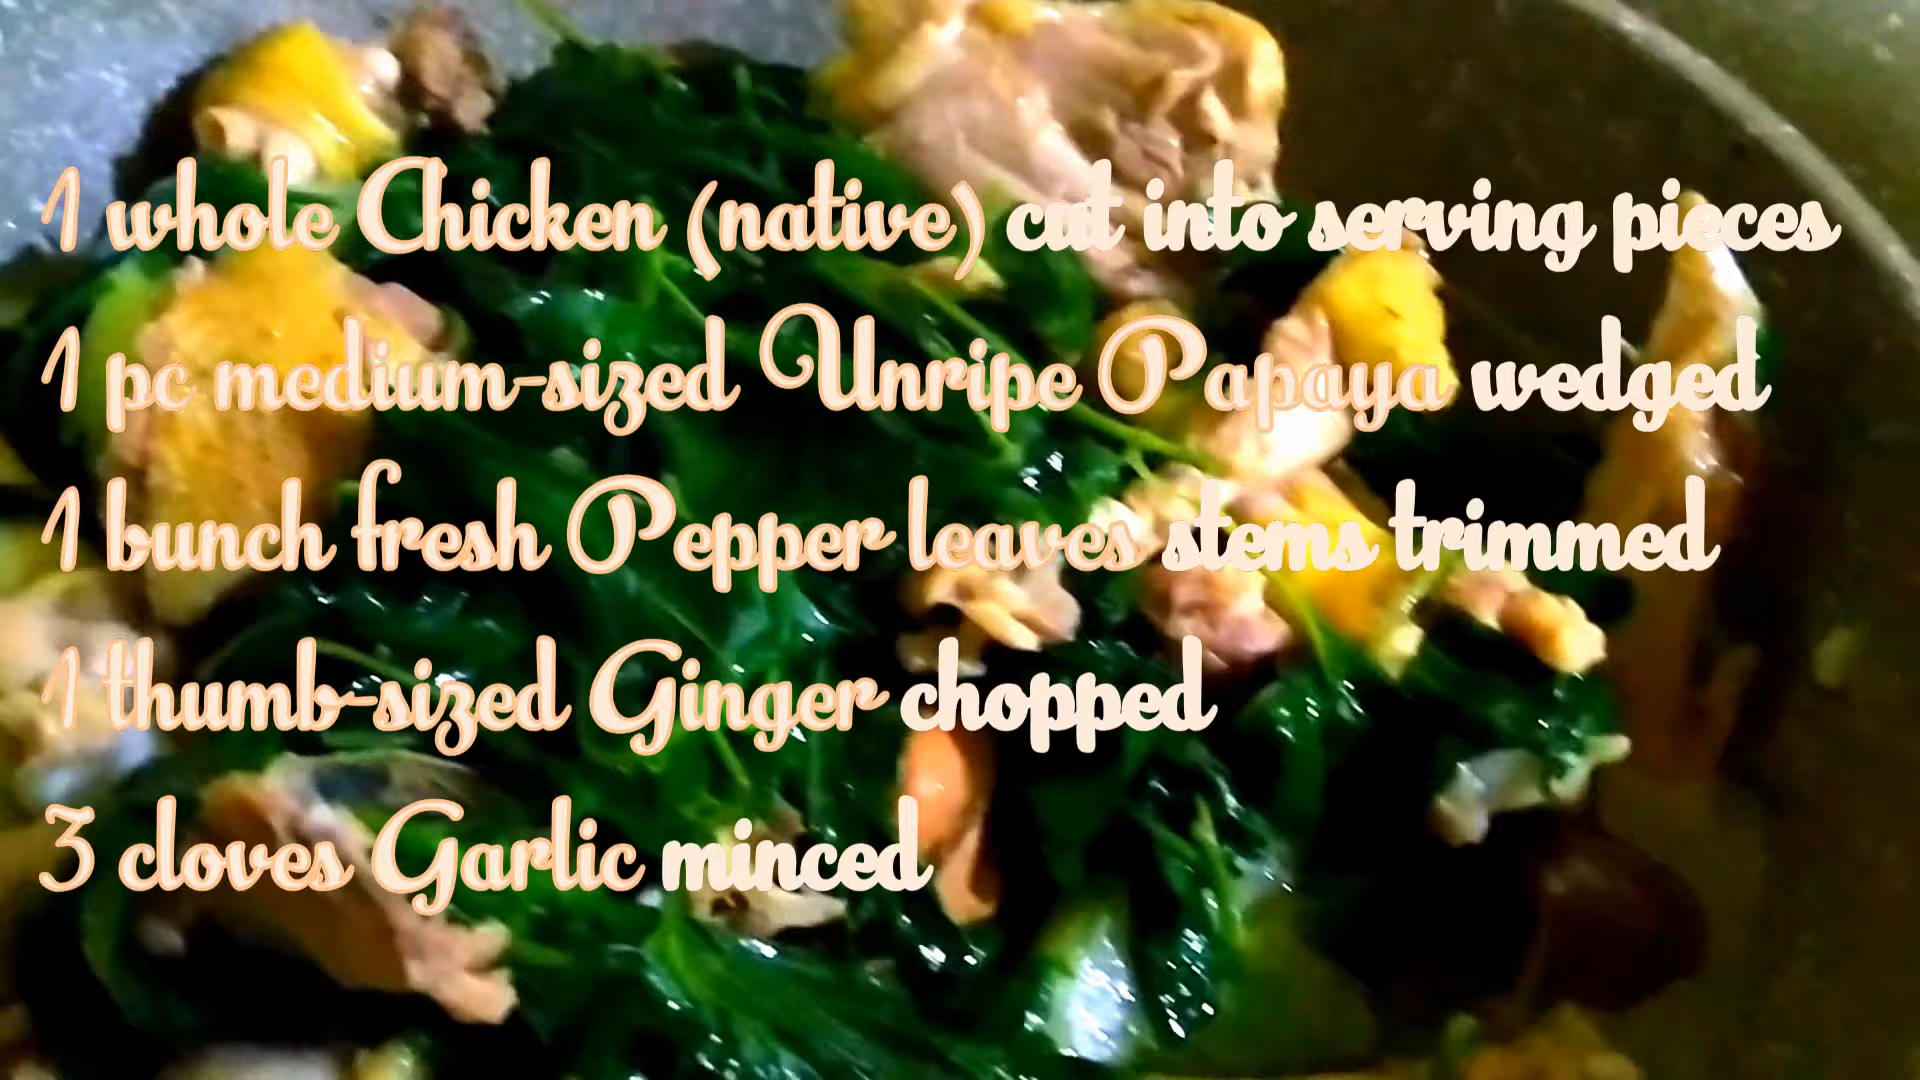 1 whole Chicken (native) cut into serving pieces
1 pc medium-sized Unripe Papaya wedged
1 bunch fresh Pepper leaves stems trimmed
1 thumb-sized Ginger chopped
3 cloves Garlic minced